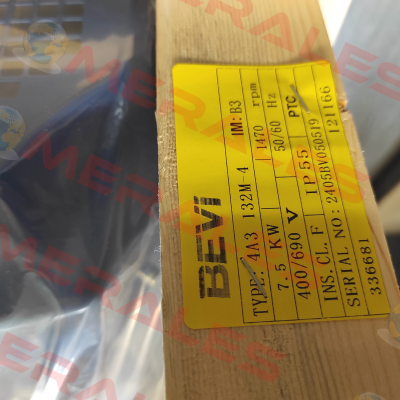 BEVI
TYPE: 4A3 132M-4 IM: B3
7.5 KW 1470 rpm
400/690 V 50/60 Hz
INS. CL. F IP55 PTC
SERIAL NO: 2405BV050519
336681 121166
MERALES